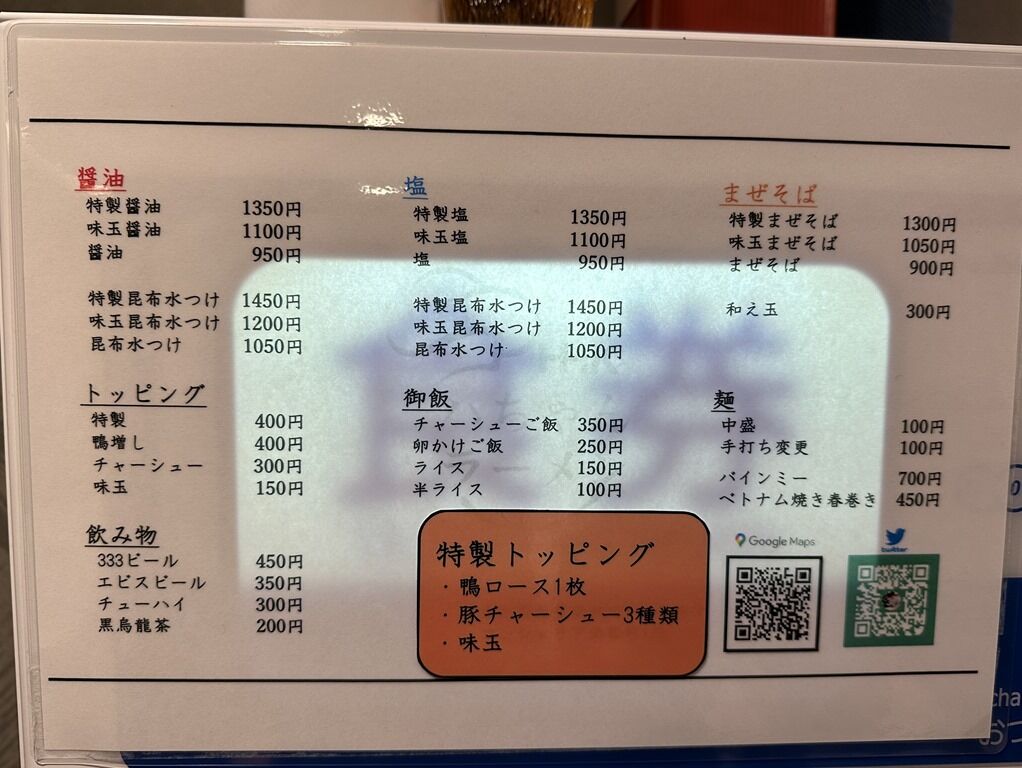 醤油
特製醤油 1350円
味玉醤油 1100円
醤油 950円
特製昆布水つけ 1450円
味玉昆布水つけ 1200円
昆布水つけ 1050円
塩
特製塩 1350円
味玉塩 1100円
塩 950円
特製昆布水つけ 1450円
味玉昆布水つけ 1200円
昆布水つけ 1050円
まぜそば
特製まぜそば 1300円
味玉まぜそば 1050円
まぜそば 900円
和え玉 300円
トッピング
特製 400円
鴨増し 400円
チャーシュー 300円
味玉 150円
御飯
チャーシューご飯 350円
卵かけご飯 250円
ライス 150円
半ライス 100円
麺
中盛 100円
手打ち変更 100円
バインミー 700円
ベトナム焼き春巻き 450円
飲み物
333ビール 450円
エビスビール 350円
チューハイ 300円
黒烏龍茶 200円
特製トッピング
・鴨ロース1枚
・豚チャーシュー3種類
・味玉
Google Maps
twitter